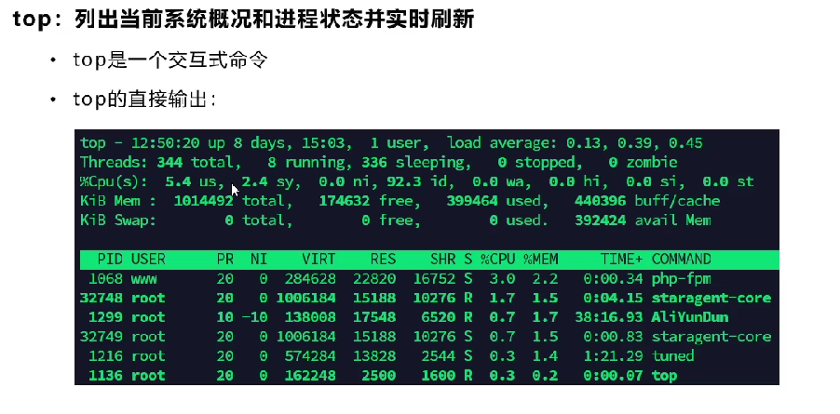 top：列出当前系统概况和进程状态并实时刷新
• top是一个交互式命令
• top的直接输出：
top - 12:50:20 up 8 days, 15:03, 1 user, load average: 0.13, 0.39, 0.45
Threads: 344 total, 8 running, 336 sleeping, 0 stopped, 0 zombie
%Cpu(s): 5.4 us, 2.4 sy, 0.0 ni, 92.3 id, 0.0 wa, 0.0 hi, 0.0 si, 0.0 st
KiB Mem : 1014492 total, 174632 free, 399464 used, 440396 buff/cache
KiB Swap: 0 total, 0 free, 0 used. 392424 avail Mem
PID USER PR NI VIRT RES SHR S %CPU %MEM TIME+ COMMAND
1068 www 20 0 284628 22820 16752 S 3.0 2.2 0:00.34 php-fpm
32748 root 20 0 1006184 15188 10276 R 1.7 1.5 0:04.15 staragent-core
1299 root 10 -10 138008 17548 6520 R 0.7 1.7 38:16.93 AliYunDun
32749 root 20 0 1006184 15188 10276 S 0.7 1.5 0:00.83 staragent-core
1216 root 20 0 574284 13828 2544 S 0.3 1.4 1:21.29 tuned
1136 root 20 0 162248 2500 1600 R 0.3 0.2 0:00.07 top